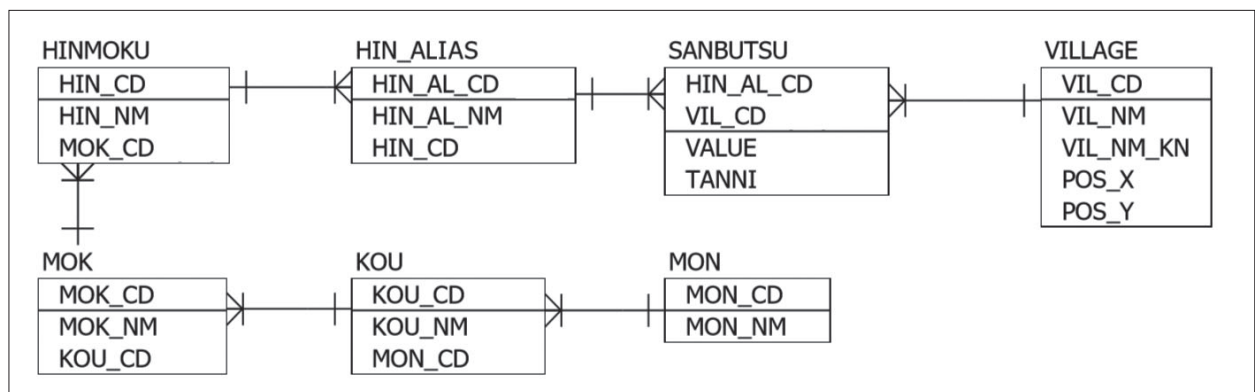 HINMOKU
HIN_CD
HIN_NM
MOK_CD
HIN_ALIAS
HIN_AL_CD
HIN_AL_NM
HIN_CD
SANBUTSU
HIN_AL_CD
VIL_CD
VALUE
TANNI
VILLAGE
VIL_CD
VIL_NM
VIL_NM_KN
POS_X
POS_Y
MOK
MOK_CD
MOK_NM
KOU_CD
KOU
KOU_CD
KOU_NM
MON_CD
MON
MON_CD
MON_NM